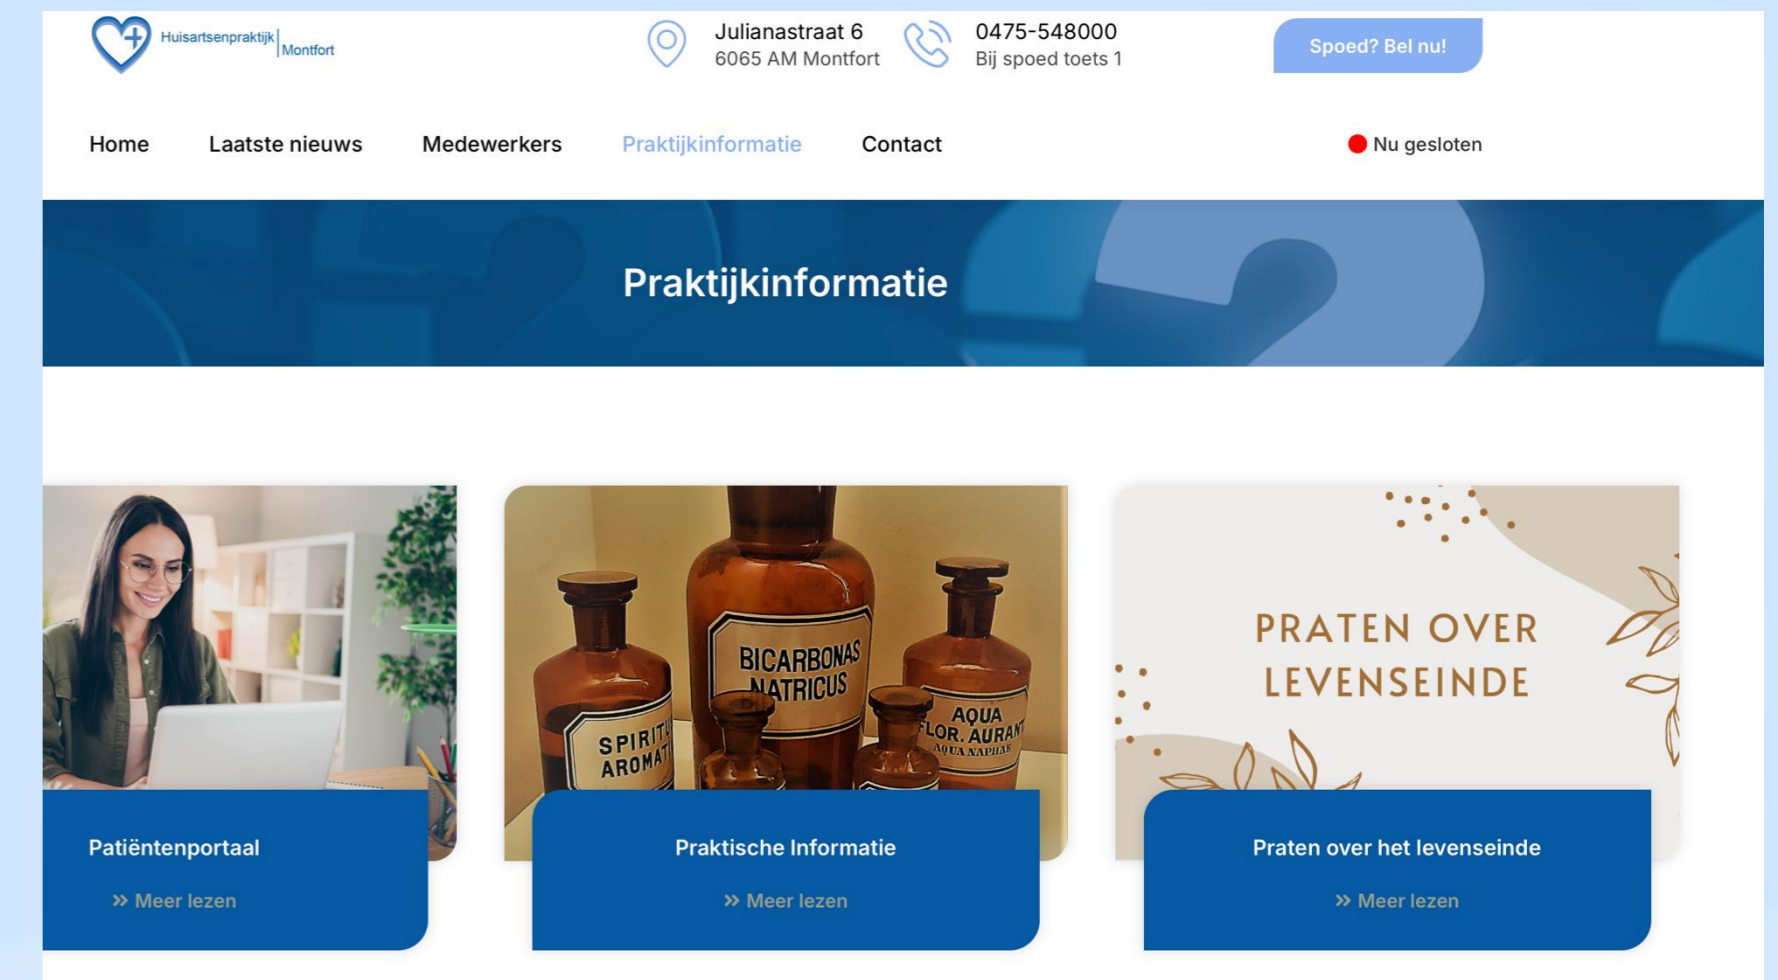 Huisartsenpraktijk
Montfort
Julianastraat 6
6065 AM Montfort
0475-548000
Bij spoed toets 1
Spoed? Bel nu!
Home
Laatste nieuws
Medewerkers
Praktijkinformatie
Contact
Nu gesloten
Praktijkinformatie
BICARBONAS
NATRICUS
SPIRITU
AROMAT
AQUA
FLOR. AURAN
AQUA NAPHAE
PRATEN OVER
LEVENSEINDE
Patiëntenportaal
» Meer lezen
Praktische Informatie
» Meer lezen
Praten over het levenseinde
» Meer lezen